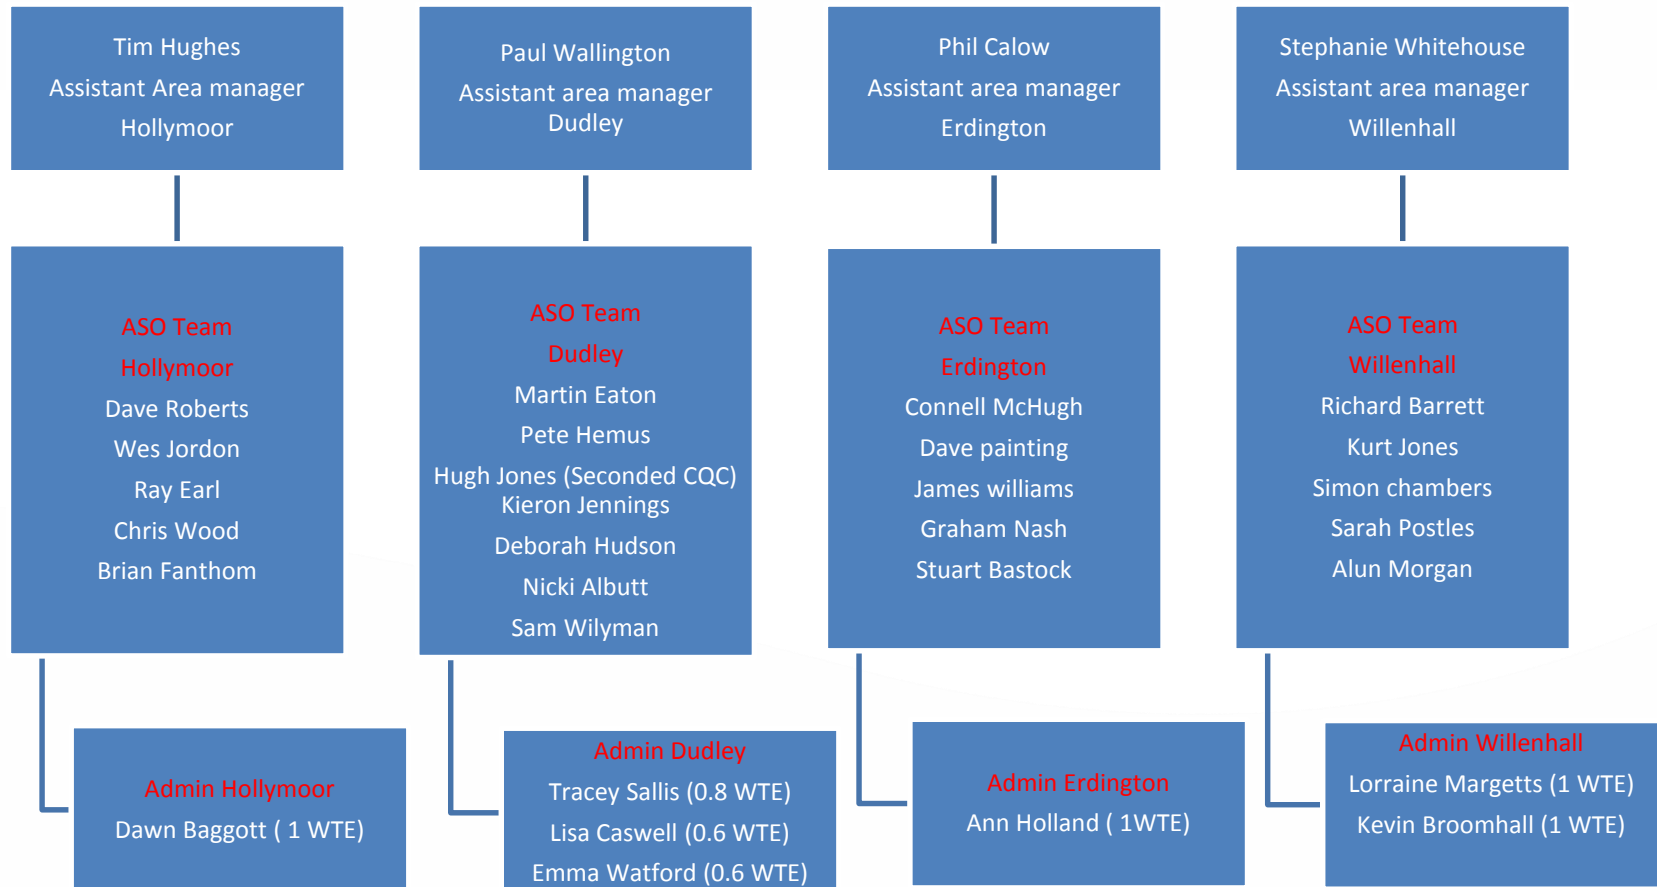 Tim Hughes
Assistant Area manager
Hollymoor
Paul Wallington
Assistant area manager
Dudley
Phil Calow
Assistant area manager
Erdington
Stephanie Whitehouse
Assistant area manager
Willenhall
ASO Team
Hollymoor
Dave Roberts
Wes Jordon
Ray Earl
Chris Wood
Brian Fanthom
ASO Team
Dudley
Martin Eaton
Pete Hemus
Hugh Jones (Seconded CQC)
Kieron Jennings
Deborah Hudson
Nicki Albutt
Sam Wilyman
ASO Team
Erdington
Connell McHugh
Dave painting
James williams
Graham Nash
Stuart Bastock
ASO Team
Willenhall
Richard Barrett
Kurt Jones
Simon chambers
Sarah Postles
Alun Morgan
Admin Hollymoor
Dawn Baggott ( 1 WTE)
Admin Dudley
Tracey Sallis (0.8 WTE)
Lisa Caswell (0.6 WTE)
Emma Watford (0.6 WTE)
Admin Erdington
Ann Holland ( 1WTE)
Admin Willenhall
Lorraine Margetts (1 WTE)
Kevin Broomhall (1 WTE)